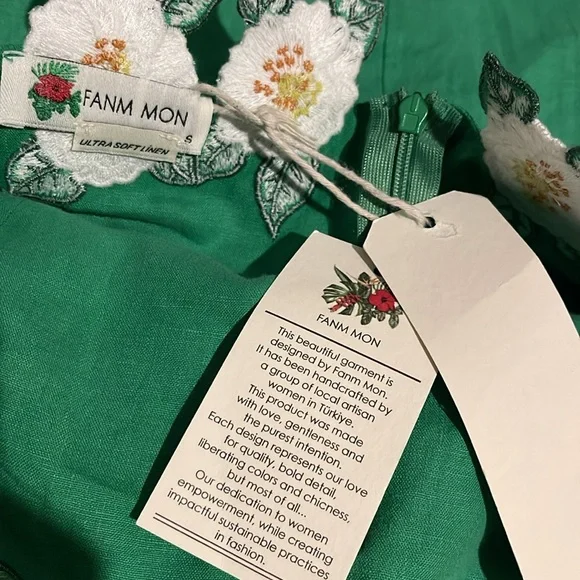 FANM MON
S
ULTRA SOFT LİNEN
FANM MON
This beautiful garment is
designed by Fanm Mon.
It has been handcrafted by
a group of local artisan
women in Türkiye.
This product was made
with love, gentleness and
the purest intention.
Each design represents our love
for quality, bold detail,
liberating colors and chicness,
but most of all...
Our dedication to women
empowerment, while creating
impactful sustainable practices
in fashion.